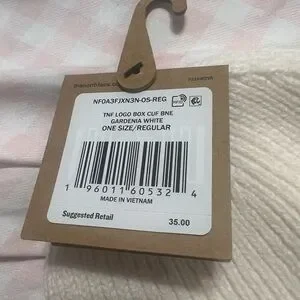 NF0A3FJXN3N-OS-REG
TNF LOGO BOX CUF BNE
GARDENIA WHITE
ONE SIZE/REGULAR
1 96011 60532 4
MADE IN VIETNAM
Suggested Retail 35.00